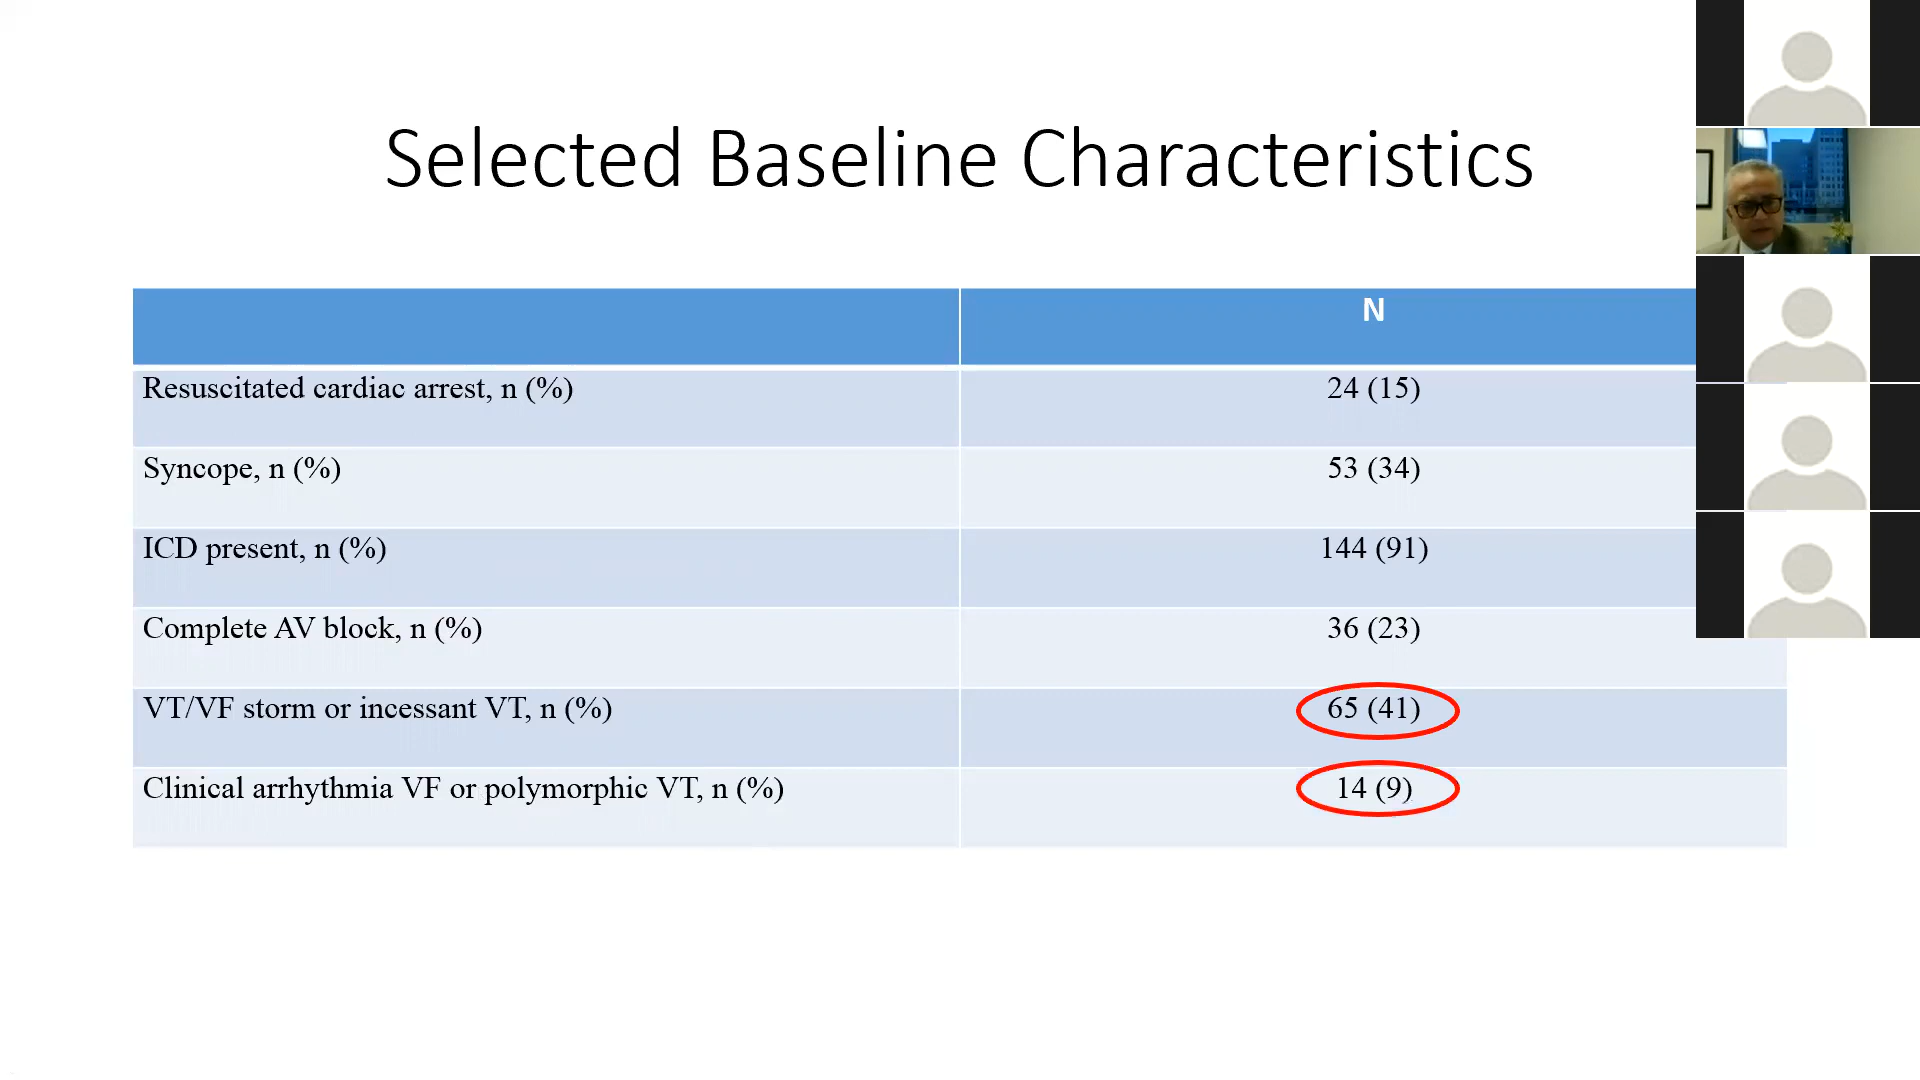 Selected Baseline Characteristics
N
Resuscitated cardiac arrest, n (%) 24 (15)
Syncope, n (%) 53 (34)
ICD present, n (%) 144 (91)
Complete AV block, n (%) 36 (23)
VT/VF storm or incessant VT, n (%) 65 (41)
Clinical arrhythmia VF or polymorphic VT, n (%) 14 (9)